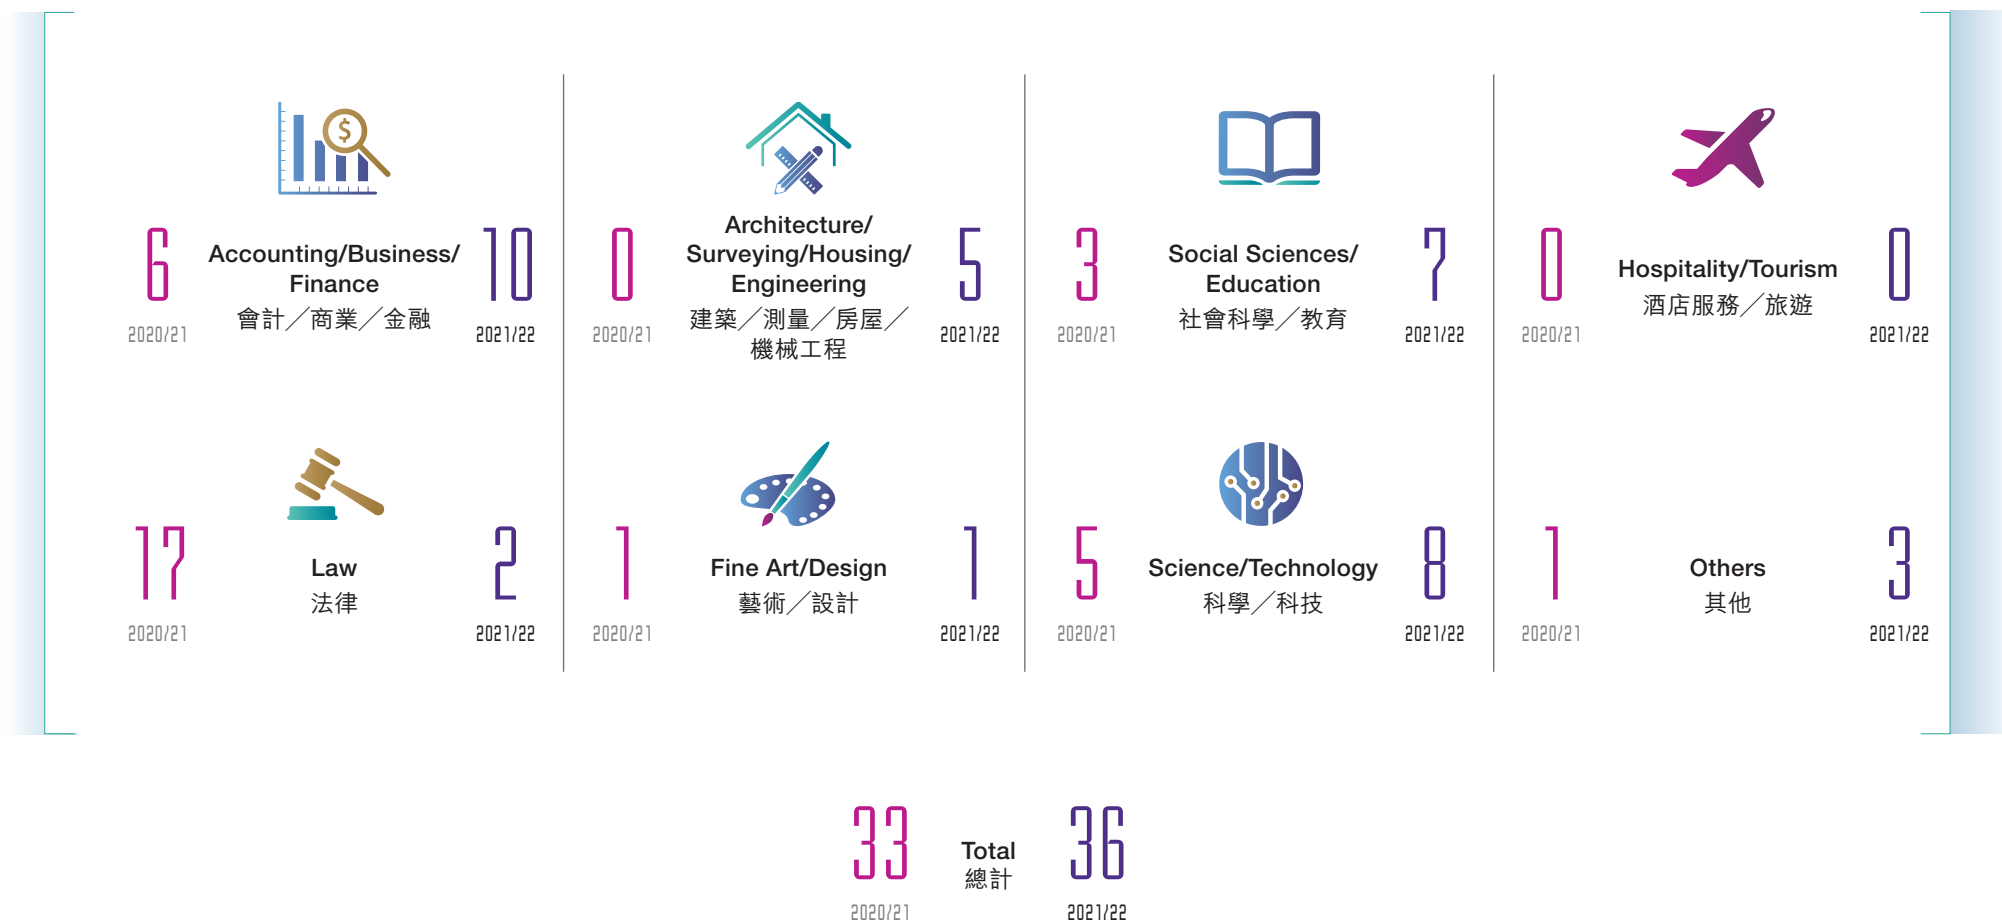 6
2020/21
Accounting/Business/
Finance
會計╱商業╱金融
10
2021/22
0
2020/21
Architecture/
Surveying/Housing/
Engineering
建築╱測量╱房屋╱
機械工程
5
2021/22
3
2020/21
Social Sciences/
Education
社會科學╱教育
7
2021/22
0
2020/21
Hospitality/Tourism
酒店服務╱旅遊
0
2021/22
17
2020/21
Law
法律
2
2021/22
1
2020/21
Fine Art/Design
藝術╱設計
1
2021/22
5
2020/21
Science/Technology
科學╱科技
8
2021/22
1
2020/21
Others
其他
3
2021/22
33
2020/21
Total
總計
36
2021/22
$